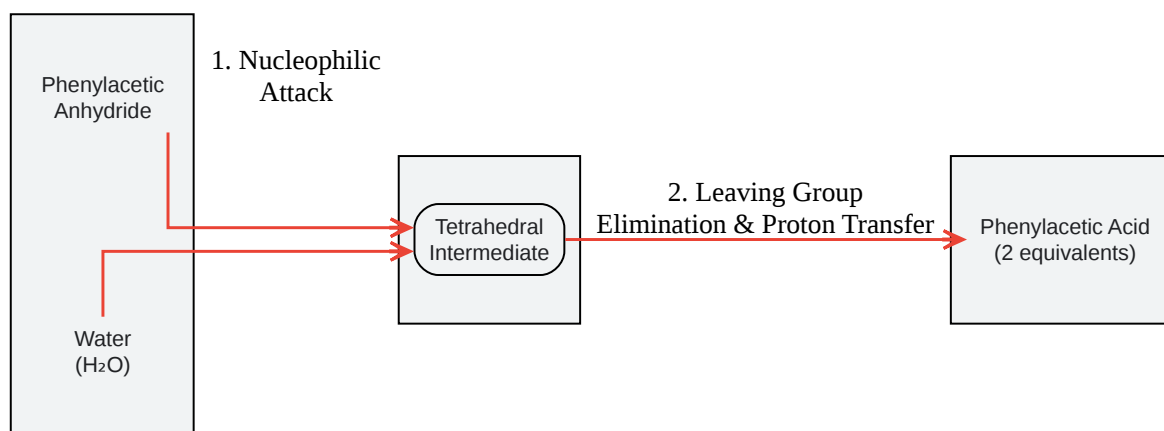 Phenylacetic
Anhydride
Water
(H₂O)
1. Nucleophilic
Attack
Tetrahedral
Intermediate
2. Leaving Group
Elimination & Proton Transfer
Phenylacetic Acid
(2 equivalents)